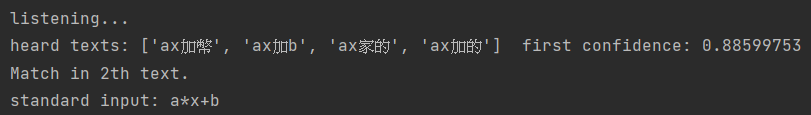 listening...
heard texts: ['ax加幣', 'ax加b', 'ax家的', 'ax加的']  first confidence: 0.88599753
Match in 2th text.
standard input: a*x+b